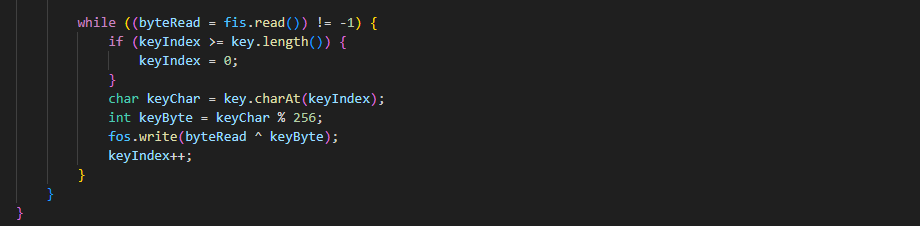 while ((byteRead = fis.read()) != -1) {
if (keyIndex >= key.length()) {
keyIndex = 0;
}
char keyChar = key.charAt(keyIndex);
int keyByte = keyChar % 256;
fos.write(byteRead ^ keyByte);
keyIndex++;
}
}
}